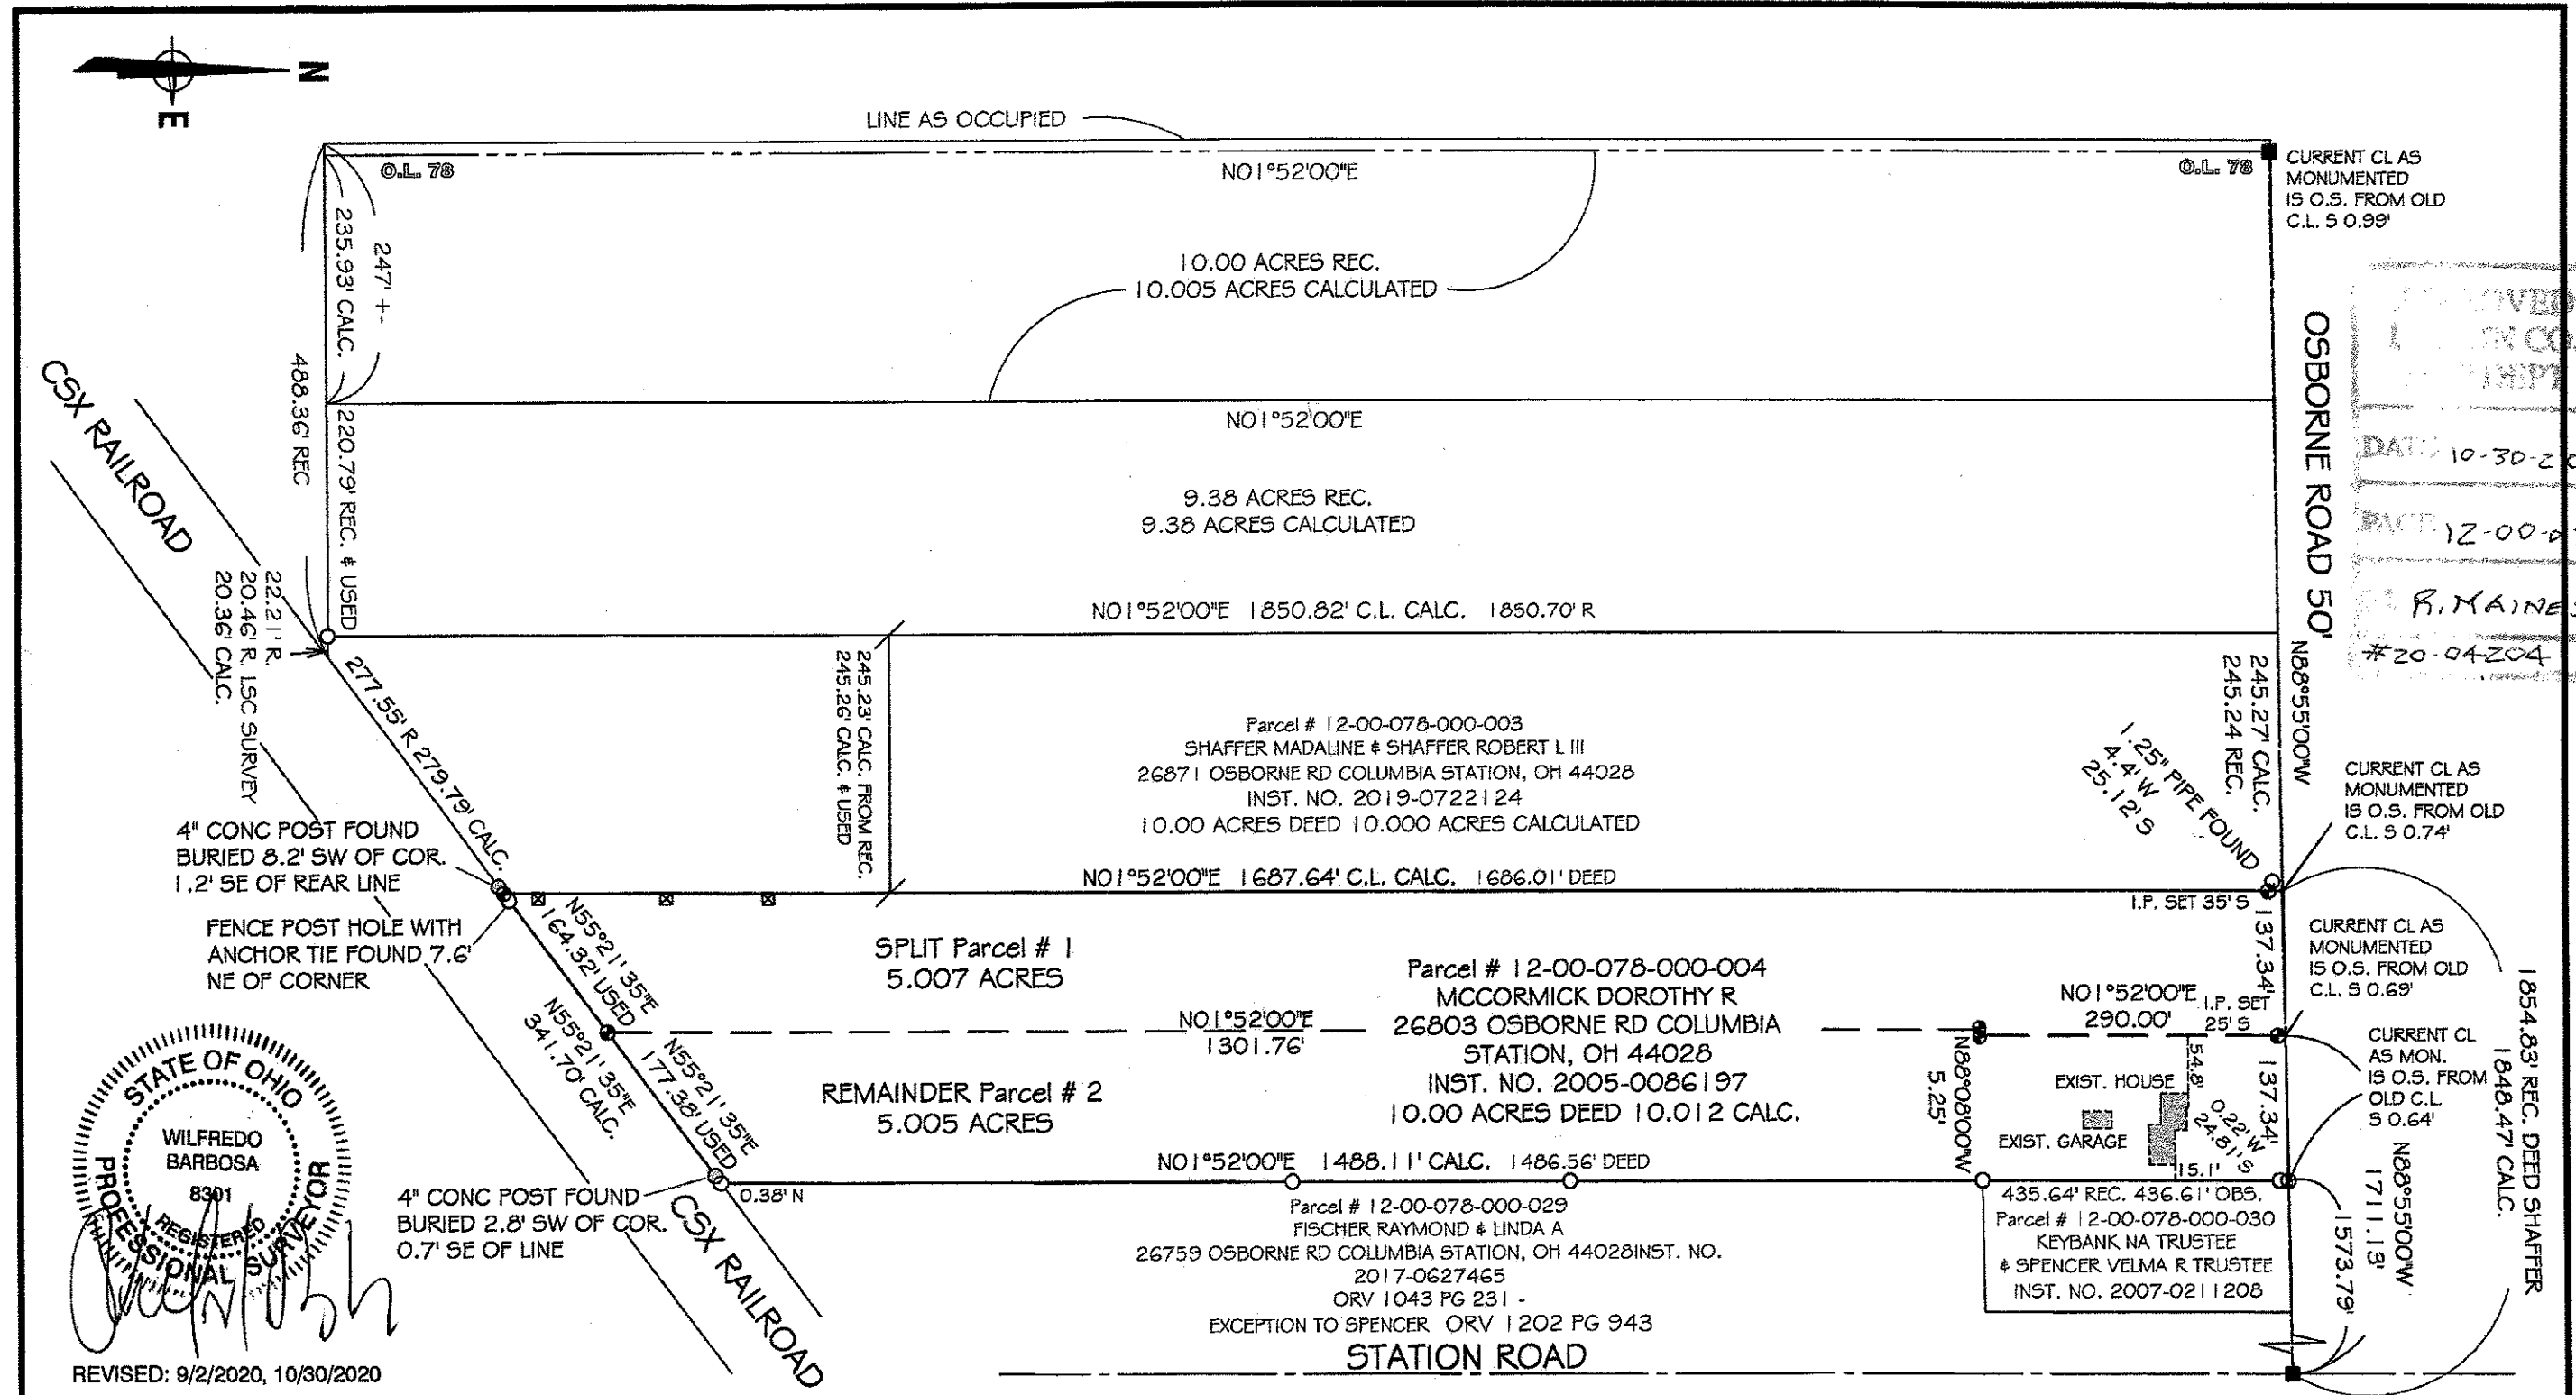 N
E
LINE AS OCCUPIED
O.L. 78
N01°52'00"E
O.L. 78
CURRENT CL AS
MONUMENTED
IS O.S. FROM OLD
C.L. S 0.99'
10.00 ACRES REC.
10.005 ACRES CALCULATED
247' +-
235.93' CALC.
488.36' REC
220.79' REC. & USED
CSX RAILROAD
N01°52'00"E
9.38 ACRES REC.
9.38 ACRES CALCULATED
OSBORNE ROAD 50'
10-30-2
12-00-0
R. MAINES
#20-04204
N01°52'00"E 1850.82' C.L. CALC. 1850.70' R
22.21' R.
20.46' R. LSC SURVEY
20.36' CALC.
277.55' R 279.79' CALC.
245.23' CALC. FROM REC.
245.26' CALC. & USED
N88°55'00"W
245.27' CALC.
245.24 REC.
Parcel # 12-00-078-000-003
SHAFFER MADALINE & SHAFFER ROBERT L III
26871 OSBORNE RD COLUMBIA STATION, OH 44028
INST. NO. 2019-0722124
10.00 ACRES DEED 10.000 ACRES CALCULATED
1.25" PIPE FOUND
4.4' W
25.12' S
CURRENT CL AS
MONUMENTED
IS O.S. FROM OLD
C.L. S 0.74'
4" CONC POST FOUND
BURIED 8.2' SW OF COR.
1.2' SE OF REAR LINE
N01°52'00"E 1687.64' C.L. CALC. 1686.01' DEED
I.P. SET 35' S
FENCE POST HOLE WITH
ANCHOR TIE FOUND 7.6'
NE OF CORNER
N55°21'35"E
164.32' USED
SPLIT Parcel # 1
5.007 ACRES
Parcel # 12-00-078-000-004
MCCORMICK DOROTHY R
26803 OSBORNE RD COLUMBIA
STATION, OH 44028
INST. NO. 2005-0086197
10.00 ACRES DEED 10.012 CALC.
137.34'
CURRENT CL AS
MONUMENTED
IS O.S. FROM OLD
C.L. S 0.69'
N01°52'00"E
290.00'
I.P. SET
25' S
N01°52'00"E
1301.76'
N55°21'35"E
341.70' CALC.
N55°21'35"E
177.38' USED
REMAINDER Parcel # 2
5.005 ACRES
N88°08'00"W
5.25'
EXIST. HOUSE
EXIST. GARAGE
54.8'
0.22' W
24.81' S
15.1'
137.34'
CURRENT CL
AS MON.
IS O.S. FROM
OLD C.L
S 0.64'
1854.83' REC. DEED SHAFFER
1848.47' CALC.
N88°55'00"W
1711.13'
1573.79'
STATE OF OHIO
WILFREDO
BARBOSA
8301
REGISTERED
PROFESSIONAL SURVEYOR
4" CONC POST FOUND
BURIED 2.8' SW OF COR.
0.7' SE OF LINE
0.38' N
CSX RAILROAD
N01°52'00"E 1488.11' CALC. 1486.56' DEED
Parcel # 12-00-078-000-029
FISCHER RAYMOND & LINDA A
26759 OSBORNE RD COLUMBIA STATION, OH 44028INST. NO.
2017-0627465
ORV 1043 PG 231 -
EXCEPTION TO SPENCER ORV 1202 PG 943
435.64' REC. 436.61' OBS.
Parcel # 12-00-078-000-030
KEYBANK NA TRUSTEE
& SPENCER VELMA R TRUSTEE
INST. NO. 2007-0211208
STATION ROAD
REVISED: 9/2/2020, 10/30/2020